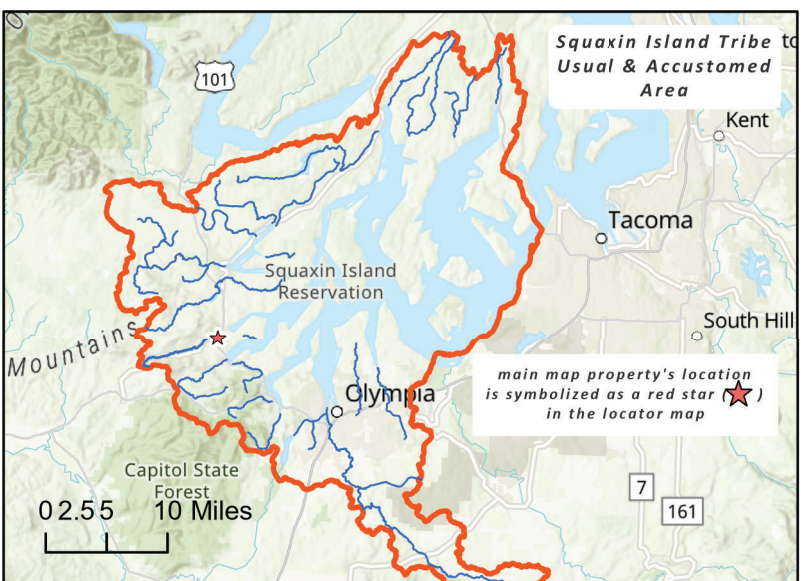 Squaxin Island Tribe
Usual & Accustomed
Area
101
Kent
Tacoma
Squaxin Island
Reservation
South Hill
Mountains
main map property's location
is symbolized as a red star ( )
in the locator map
Olympia
Capitol State
Forest
7
161
0 2.5 5 10 Miles